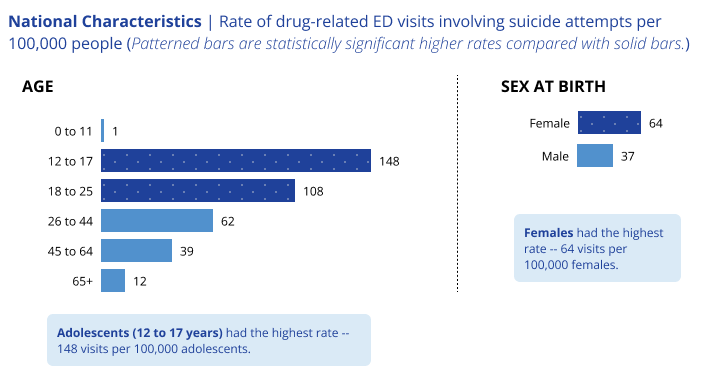 National Characteristics | Rate of drug-related ED visits involving suicide attempts per
100,000 people (Patterned bars are statistically significant higher rates compared with solid bars.)
AGE
0 to 11 1
12 to 17 148
18 to 25 108
26 to 44 62
45 to 64 39
65+ 12
Adolescents (12 to 17 years) had the highest rate --
148 visits per 100,000 adolescents.
SEX AT BIRTH
Female 64
Male 37
Females had the highest
rate -- 64 visits per
100,000 females.